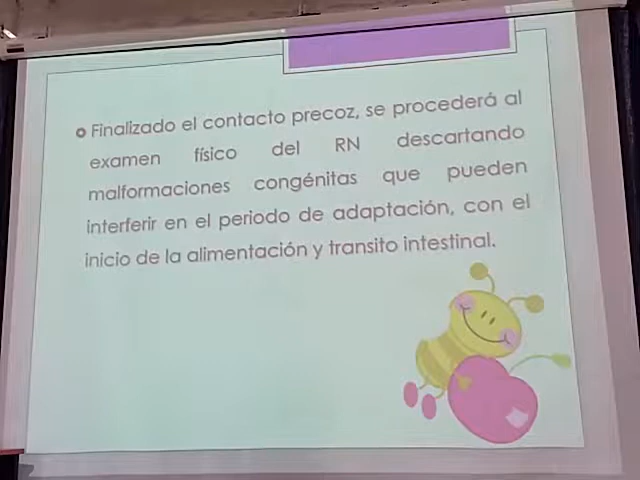 Finalizado el contacto precoz, se procederá al
examen físico del RN descartando
malformaciones congénitas que pueden
interferir en el periodo de adaptación, con el
inicio de la alimentación y transito intestinal.